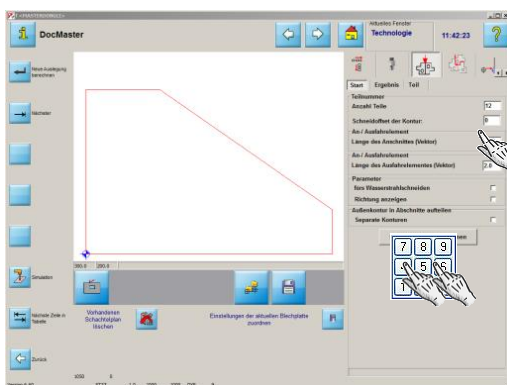 DocMaster
Aktuelles Fenster
Technologie
11:42:23
?
Neue Auslegung
berechnen
Start Ergebnis Teil
Teilnummer
Anzahl Teile 12
Nächster
Schneidoffset der Kontur: 0
An-/ Ausfahrelement
Länge des Anschnittes (Vektor)
An-/ Ausfahrelement
Länge des Ausfahrelementes (Vektor) 2.0
Parameter
fürs Wasserstrahlschneiden
Richtung anzeigen
Außenkontur in Abschnitte aufteilen
Separate Konturen
7 8 9
5 6
1
Simulation
Nächste Zeile in
Tabelle
Vorhandenen
Schachtelplan
löschen
Einstellungen der aktuellen Blechplatte
zuordnen
Zurück